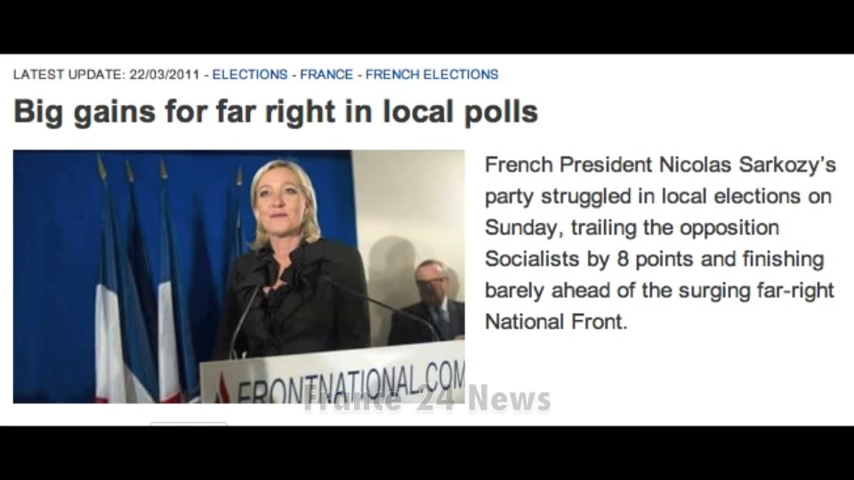 LATEST UPDATE: 22/03/2011 - ELECTIONS - FRANCE - FRENCH ELECTIONS
Big gains for far right in local polls
French President Nicolas Sarkozy's
party struggled in local elections on
Sunday, trailing the opposition
Socialists by 8 points and finishing
barely ahead of the surging far-right
National Front.
FRONTNATIONAL.COM
France 24 News